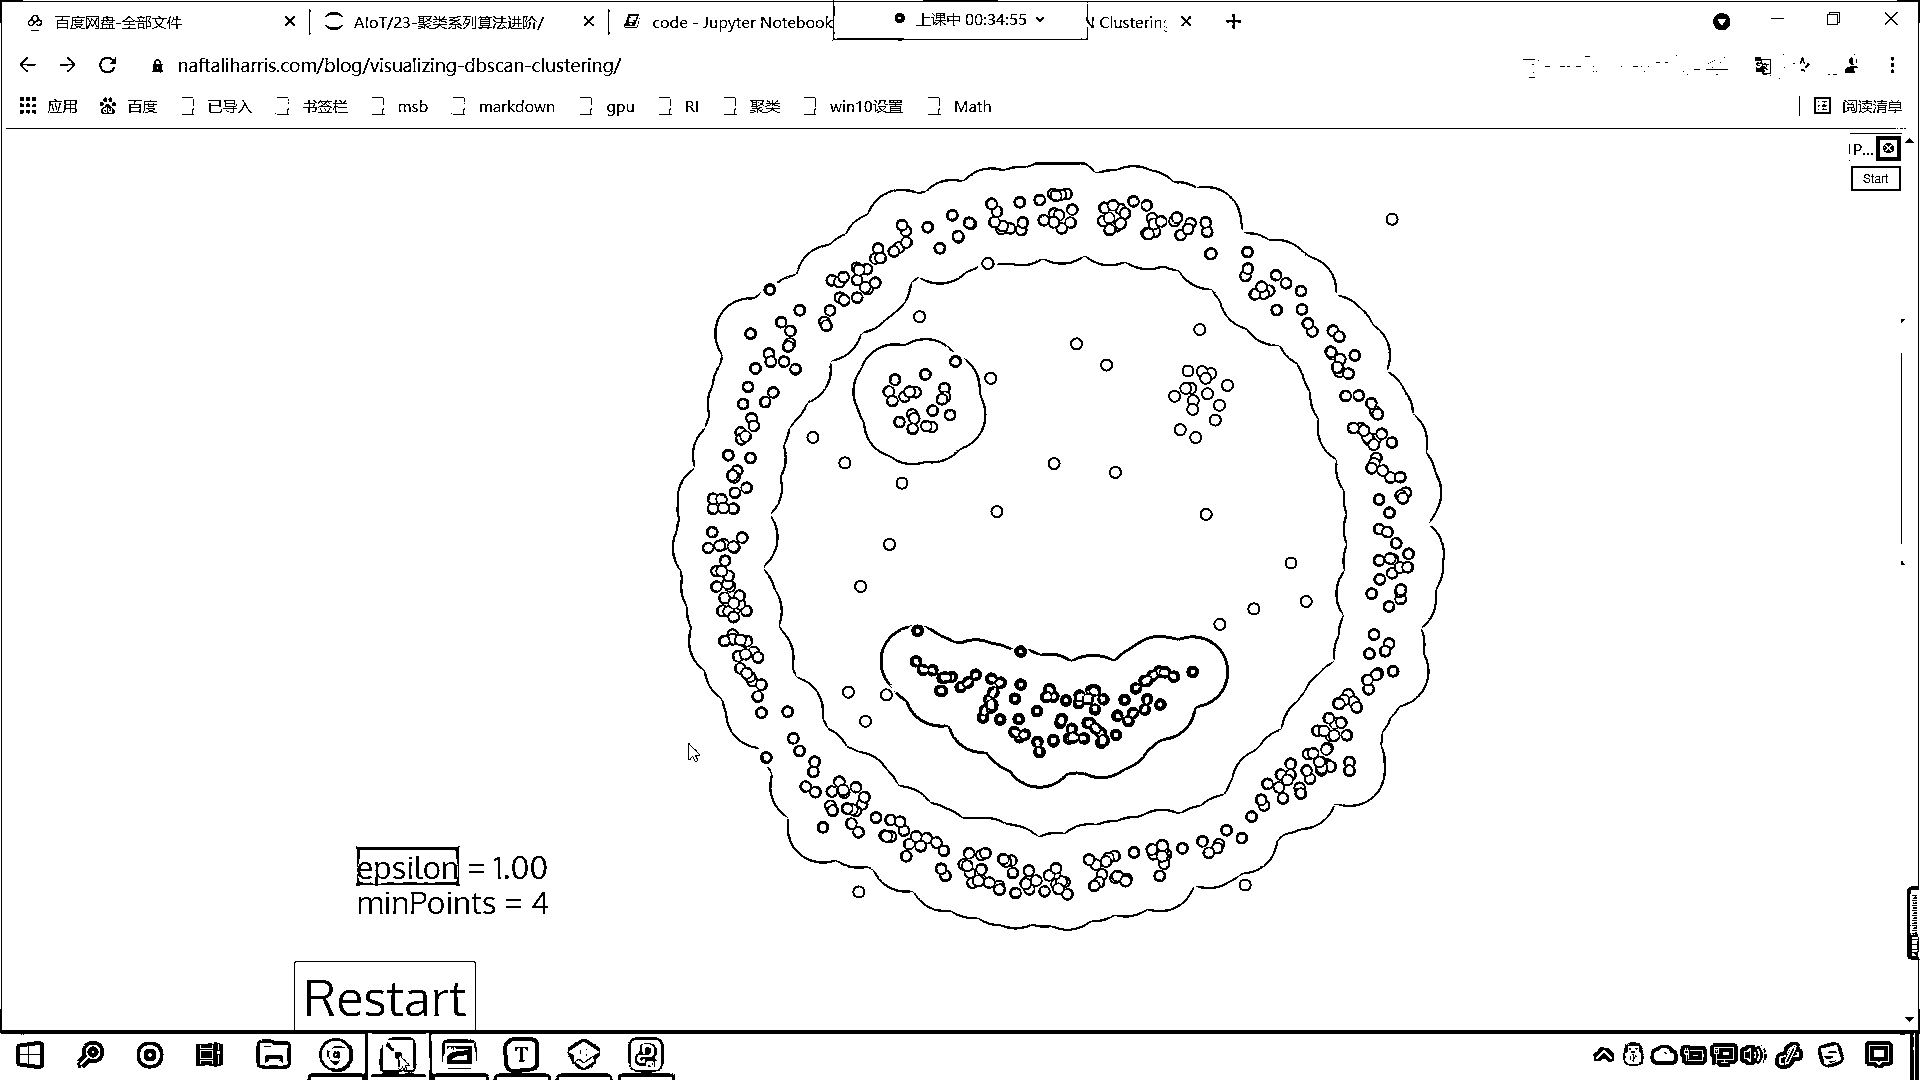 百度网盘-全部文件
AIoT/23-聚类系列算法进阶/
code - Jupyter Notebook
上课中 00:34:55
Clustering
naftaliharris.com/blog/visualizing-dbscan-clustering/
应用
百度
已导入
书签栏
msb
markdown
gpu
RI
聚类
win10设置
Math
阅读清单
P...
Start
epsilon = 1.00
minPoints = 4
Restart